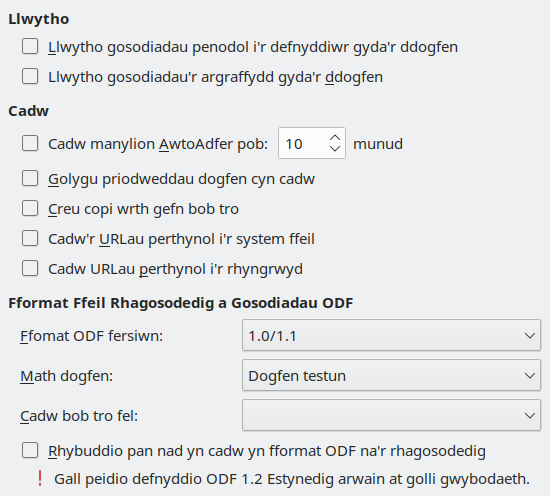 Llwytho
Llwytho gosodiadau penodol i'r defnyddiwr gyda'r ddogfen
Llwytho gosodiadau'r argraffydd gyda'r ddogfen
Cadw
Cadw manylion AwtoAdfer pob: 10 munud
Golygu priodweddau dogfen cyn cadw
Creu copi wrth gefn bob tro
Cadw'r URLau perthynol i'r system ffeil
Cadw URLau perthynol i'r rhyngrwyd
Fformat Ffeil Rhagosodedig a Gosodiadau ODF
Ffomat ODF fersiwn: 1.0/1.1
Math dogfen: Dogfen testun
Cadw bob tro fel:
Rhybuddio pan nad yn cadw yn fformat ODF na'r rhagosodedig
! Gall peidio defnyddio ODF 1.2 Estynedig arwain at golli gwybodaeth.